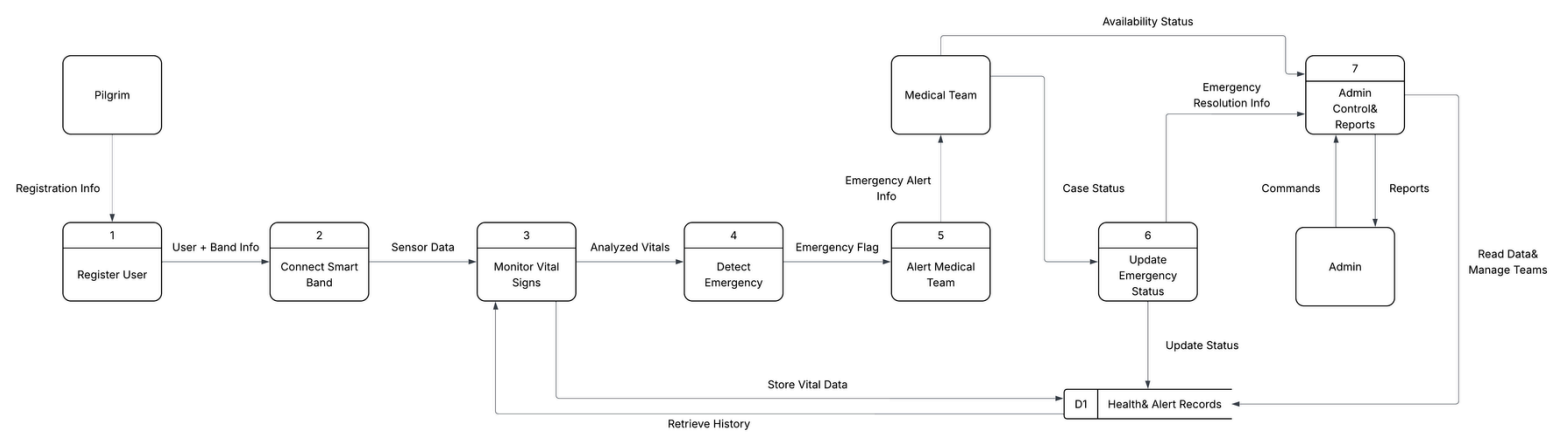 Availability Status
Pilgrim
Medical Team
7
Admin
Control&
Reports
Emergency
Resolution Info
Registration Info
Emergency Alert
Info
Case Status
Commands
Reports
1
Register User
User + Band Info
2
Connect Smart
Band
Sensor Data
3
Monitor Vital
Signs
Analyzed Vitals
4
Detect
Emergency
Emergency Flag
5
Alert Medical
Team
6
Update
Emergency
Status
Admin
Read Data&
Manage Teams
Update Status
Store Vital Data
D1
Health& Alert Records
Retrieve History